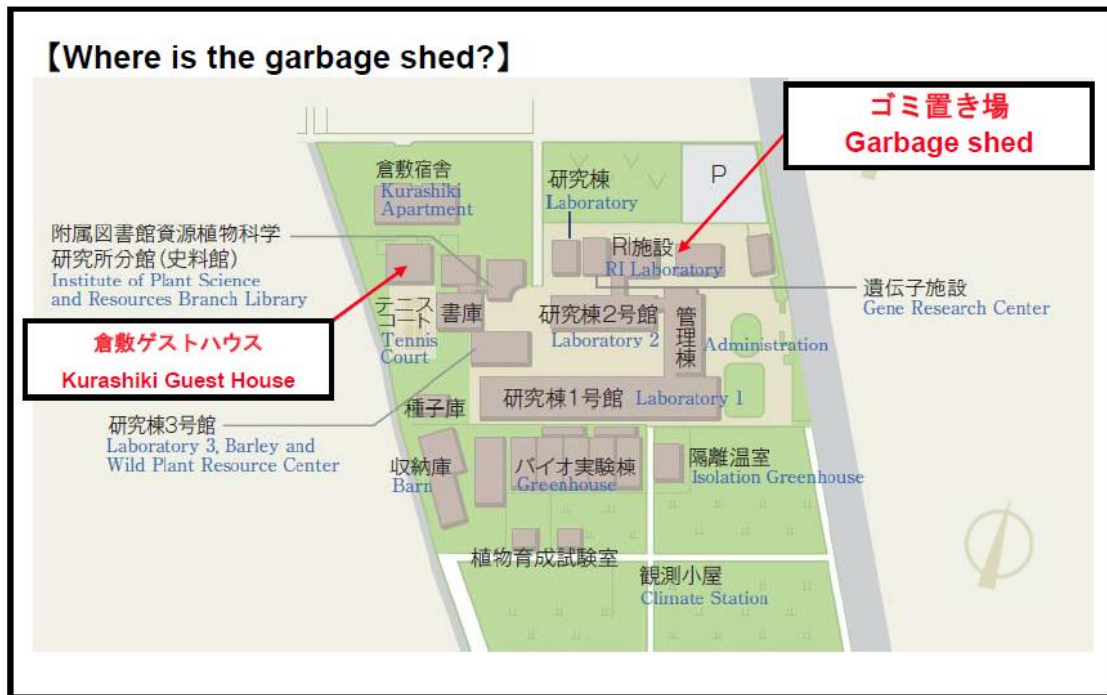 【Where is the garbage shed?】
ゴミ置き場
Garbage shed
倉敷宿舎
Kurashiki
Apartment
研究棟
Laboratory
P
附属図書館資源植物科学
研究所分館(史料館)
Institute of Plant Science
and Resources Branch Library
RI施設
RI Laboratory
遺伝子施設
Gene Research Center
テニス
コート
Tennis
Court
書庫
研究棟2号館
Laboratory 2
管理棟
Administration
倉敷ゲストハウス
Kurashiki Guest House
研究棟1号館 Laboratory 1
種子庫
研究棟3号館
Laboratory 3, Barley and
Wild Plant Resource Center
収納庫
Barn
バイオ実験棟
Greenhouse
隔離温室
Isolation Greenhouse
植物育成試験室
観測小屋
Climate Station